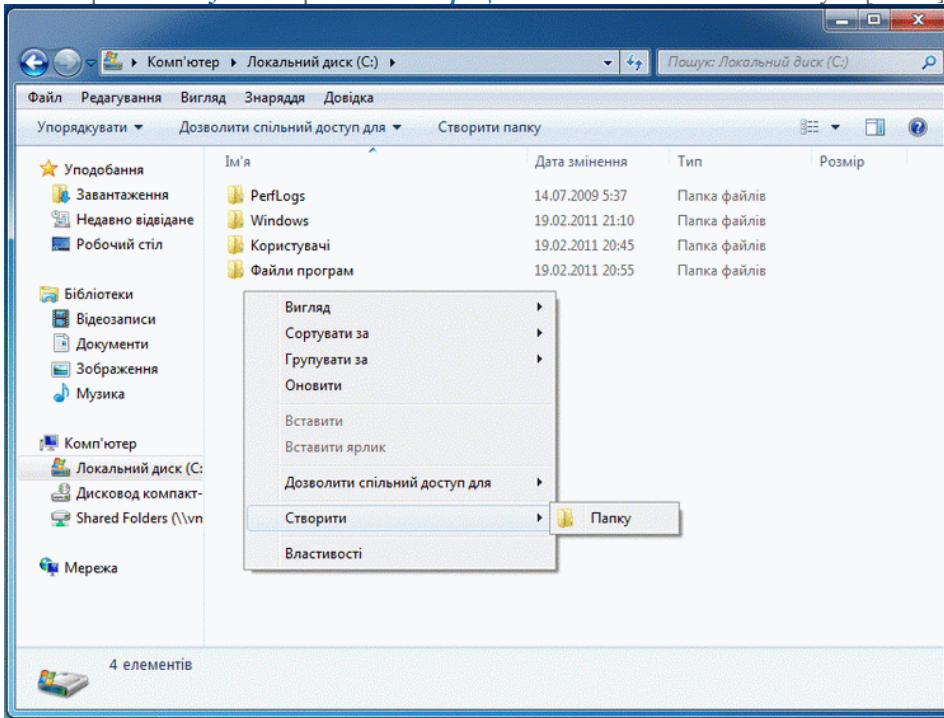 Комп'ютер ▸ Локальний диск (C:) ▸
Пошук: Локальний диск (C:)
Файл Редагування Вигляд Знаряддя Довідка
Упорядкувати Дозволити спільний доступ для Створити папку
Ім'я Дата змінення Тип Розмір
Уподобання
Завантаження
Недавно відвідане
Робочий стіл
Бібліотеки
Відеозаписи
Документи
Зображення
Музика
Комп'ютер
Локальний диск (C:
Дисковод компакт-
Shared Folders (\\vn
Мережа
PerfLogs 14.07.2009 5:37 Папка файлів
Windows 19.02.2011 21:10 Папка файлів
Користувачі 19.02.2011 20:45 Папка файлів
Файли програм 19.02.2011 20:55 Папка файлів
Вигляд
Сортувати за
Групувати за
Оновити
Вставити
Вставити ярлик
Дозволити спільний доступ для
Створити
Папку
Властивості
4 елементів